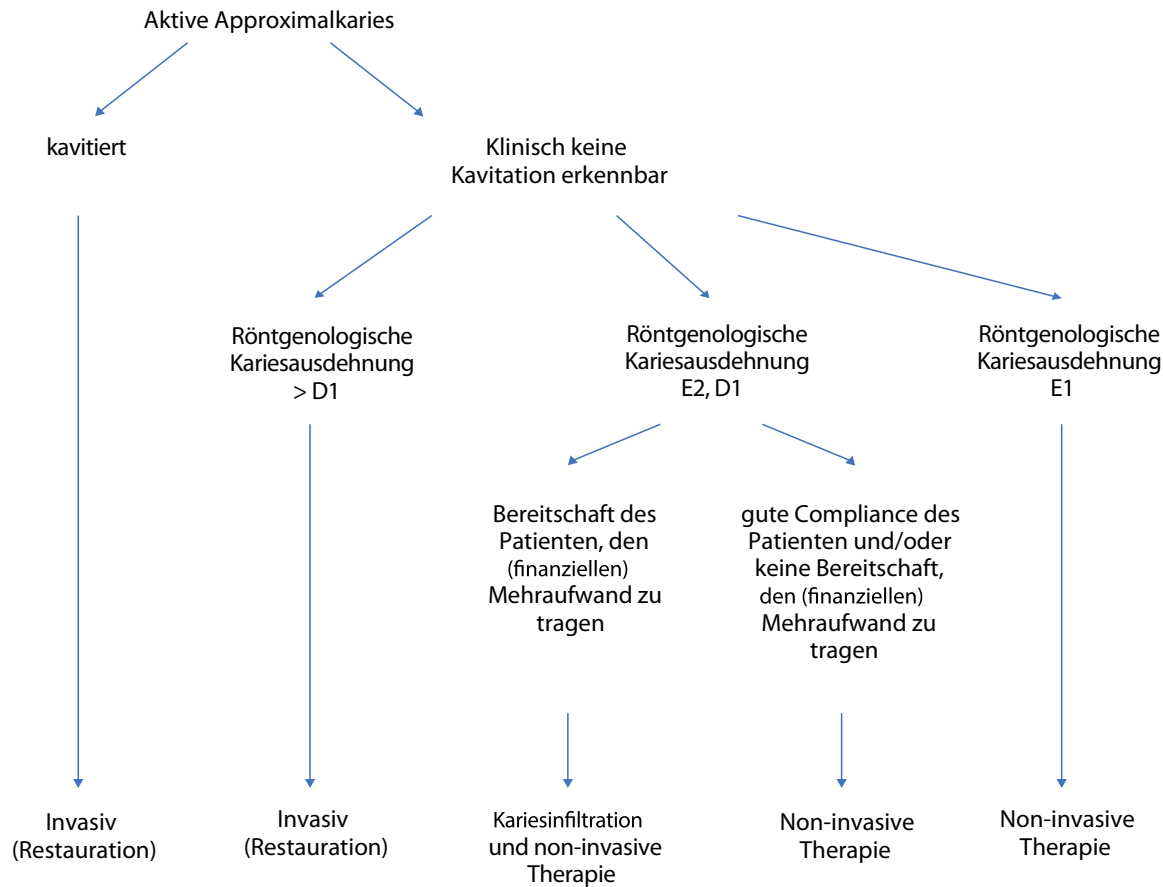 Aktive Approximalkaries
kavitiert
Klinisch keine
Kavitation erkennbar
Röntgenologische
Kariesausdehnung
> D1
Röntgenologische
Kariesausdehnung
E2, D1
Röntgenologische
Kariesausdehnung
E1
Bereitschaft des
Patienten, den
(finanziellen)
Mehraufwand zu
tragen
gute Compliance des
Patienten und/oder
keine Bereitschaft,
den (finanziellen)
Mehraufwand zu
tragen
Invasiv
(Restauration)
Invasiv
(Restauration)
Kariesinfiltration
und non-invasive
Therapie
Non-invasive
Therapie
Non-invasive
Therapie